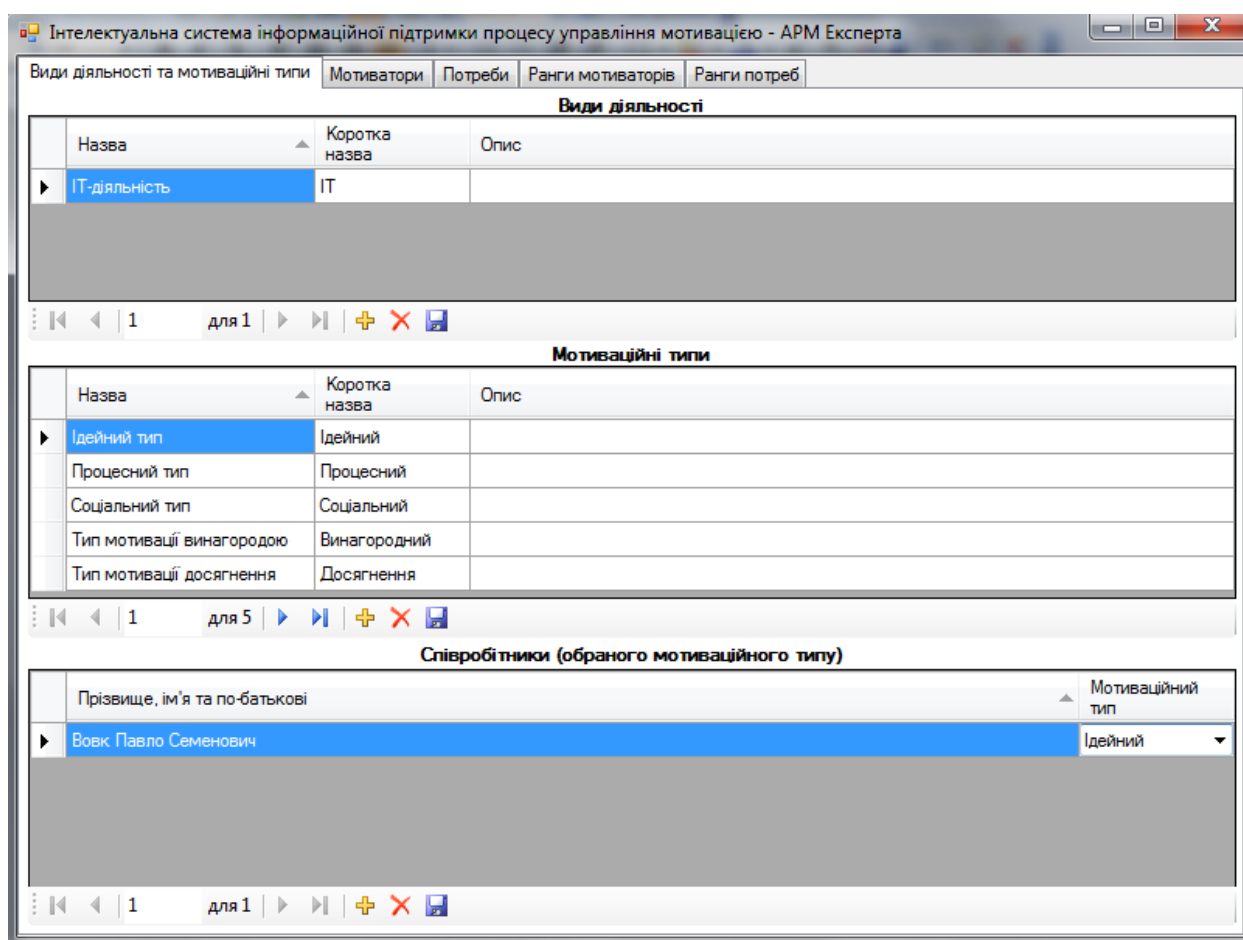 Інтелектуальна система інформаційної підтримки процесу управління мотивацією - АРМ Експерта
Види діяльності та мотиваційні типи Мотиватори Потреби Ранги мотиваторів Ранги потреб
Види діяльності
Назва Коротка назва Опис
ІТ-діяльність ІТ
1 для 1
Мотиваційні типи
Назва Коротка назва Опис
Ідейний тип Ідейний
Процесний тип Процесний
Соціальний тип Соціальний
Тип мотивації винагородою Винагородний
Тип мотивації досягнення Досягнення
1 для 5
Співробітники (обраного мотиваційного типу)
Прізвище, ім'я та по-батькові Мотиваційний тип
Вовк Павло Семенович Ідейний
1 для 1